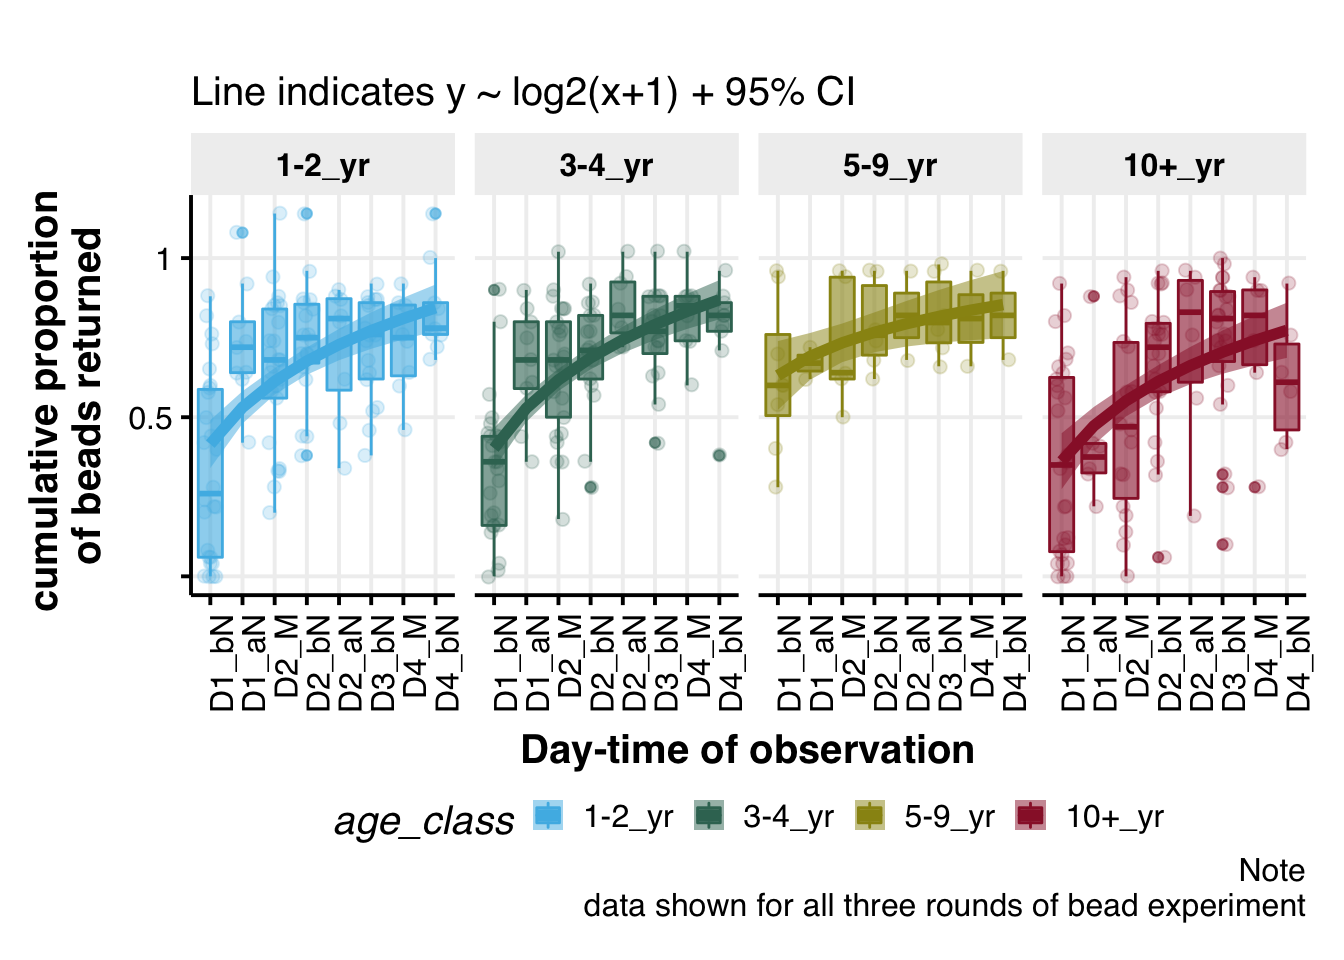 Line indicates y ~ log2(x+1) + 95% CI
1-2_yr
3-4_yr
5-9_yr
10+_yr
cumulative proportion
of beads returned
1
0.5
D1_bN
D1_aN
D2_M
D2_bN
D2_aN
D3_bN
D4_M
D4_bN
D1_bN
D1_aN
D2_M
D2_bN
D2_aN
D3_bN
D4_M
D4_bN
D1_bN
D1_aN
D2_M
D2_bN
D2_aN
D3_bN
D4_M
D4_bN
D1_bN
D1_aN
D2_M
D2_bN
D2_aN
D3_bN
D4_M
D4_bN
Day-time of observation
age_class 1-2_yr 3-4_yr 5-9_yr 10+_yr
Note
data shown for all three rounds of bead experiment